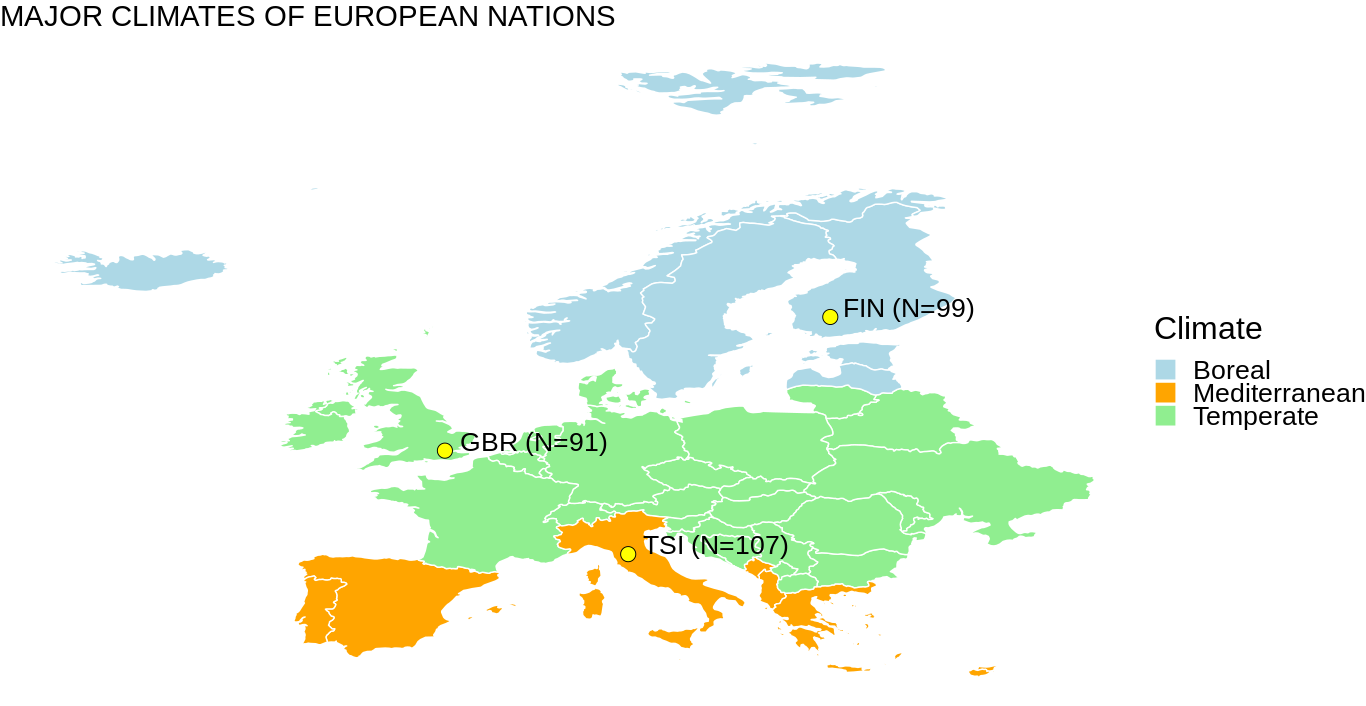 MAJOR CLIMATES OF EUROPEAN NATIONS
FIN (N=99)
GBR (N=91)
TSI (N=107)
Climate
Boreal
Mediterranean
Temperate